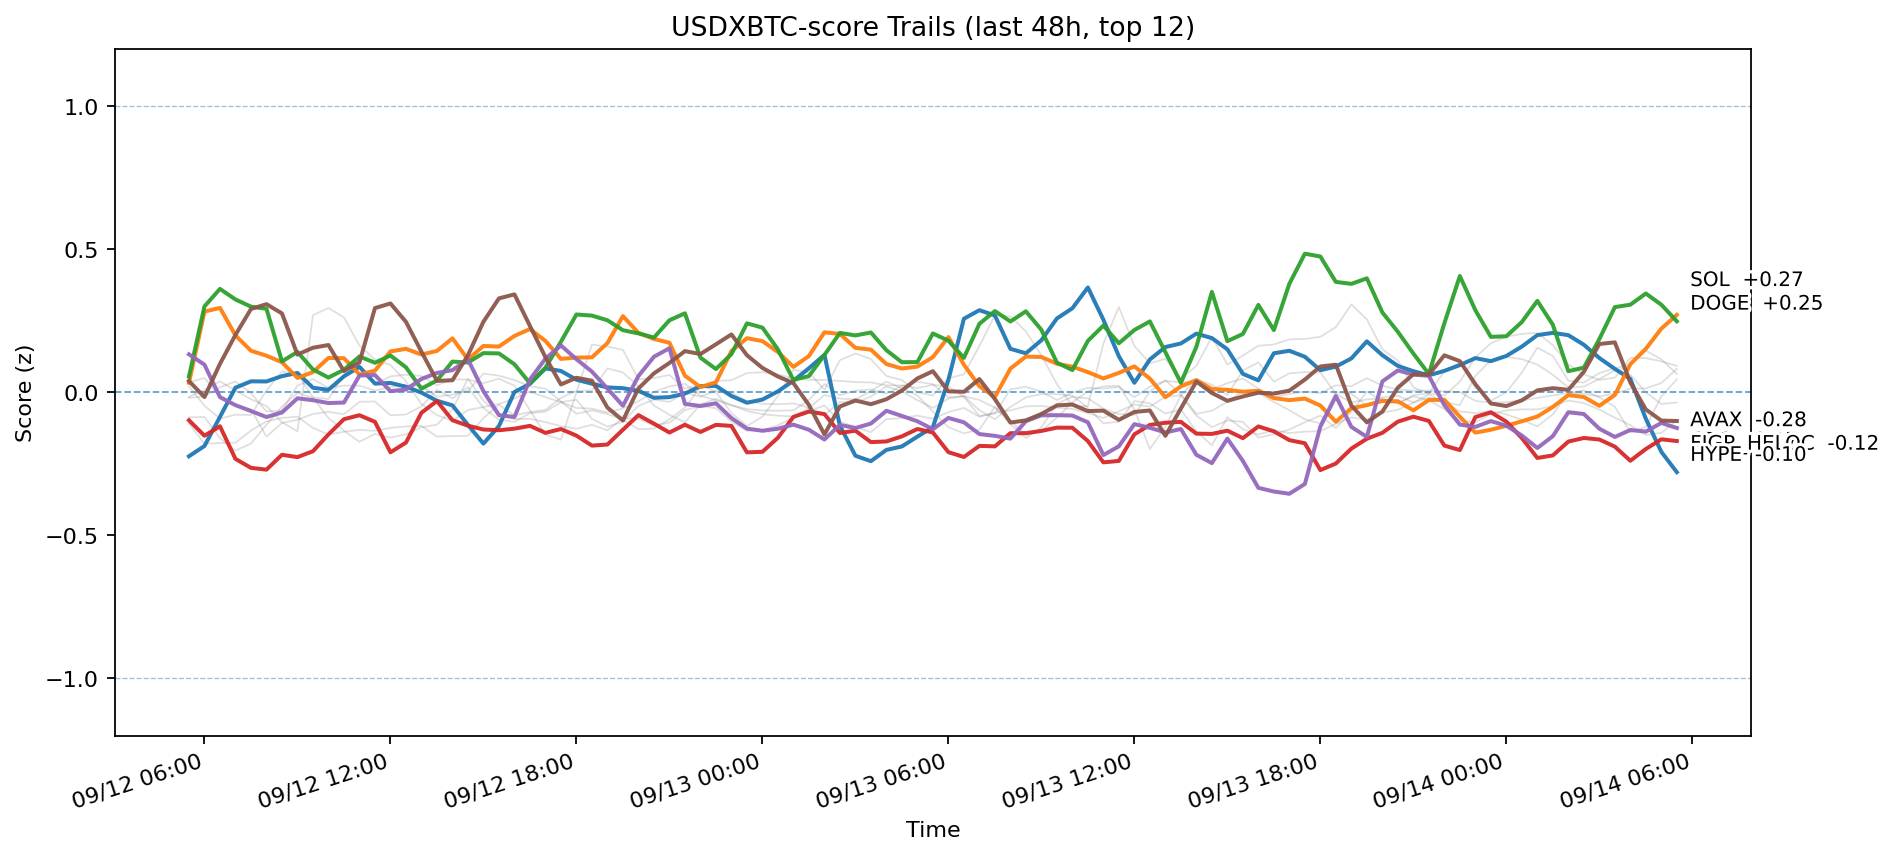 USDXBTC-score Trails (last 48h, top 12)
Score (z)
1.0
0.5
0.0
−0.5
−1.0
SOL +0.27
DOGE +0.25
AVAX -0.28
HELOC -0.12
HYPE -0.10
09/12 06:00
09/12 12:00
09/12 18:00
09/13 00:00
09/13 06:00
09/13 12:00
09/13 18:00
09/14 00:00
09/14 06:00
Time